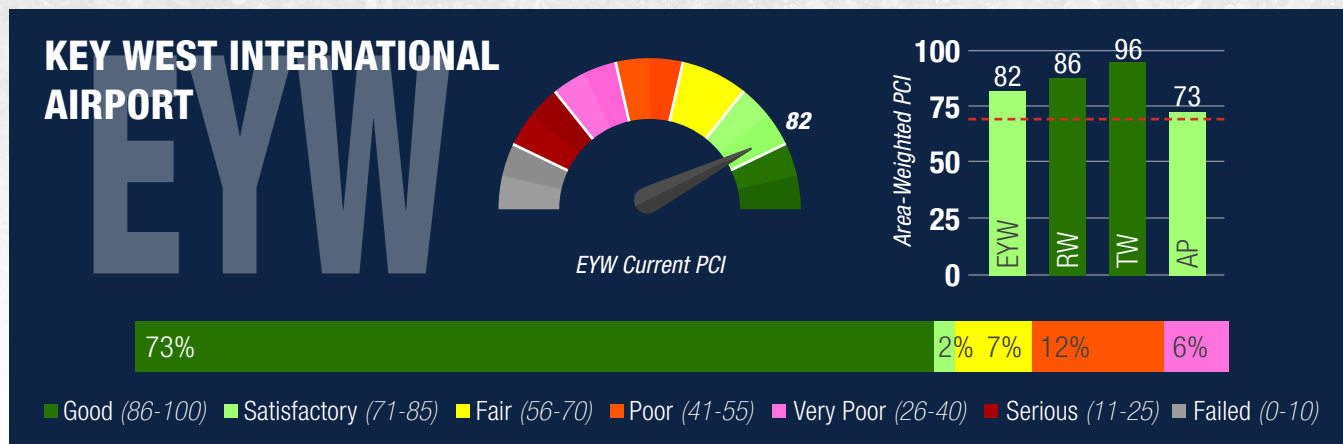 KEY WEST INTERNATIONAL
AIRPORT
EYW
82
EYW Current PCI
Area-Weighted PCI
100
75
50
25
0
82
86
96
73
EYW
RW
TW
AP
73%
2%
7%
12%
6%
Good (86-100)
Satisfactory (71-85)
Fair (56-70)
Poor (41-55)
Very Poor (26-40)
Serious (11-25)
Failed (0-10)